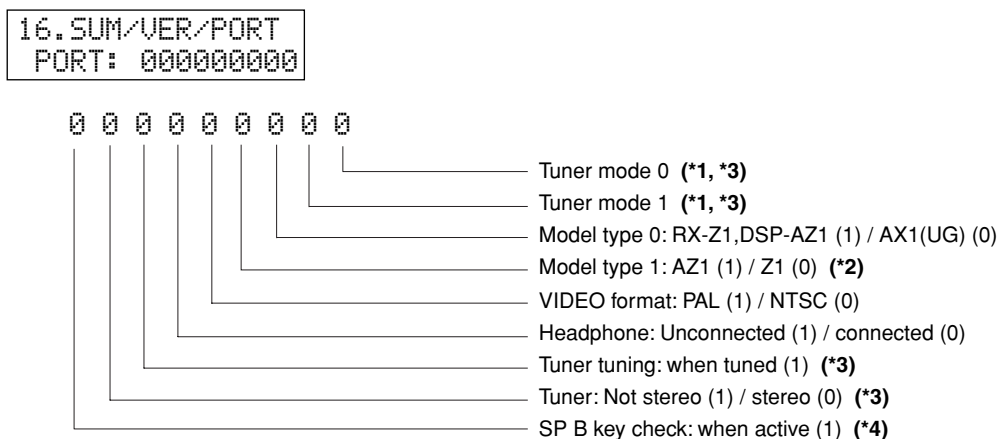 16.SUM/VER/PORT
PORT: 000000000
0 0 0 0 0 0 0 0 0
Tuner mode 0 (*1, *3)
Tuner mode 1 (*1, *3)
Model type 0: RX-Z1,DSP-AZ1 (1) / AX1(UG) (0)
Model type 1: AZ1 (1) / Z1 (0) (*2)
VIDEO format: PAL (1) / NTSC (0)
Headphone: Unconnected (1) / connected (0)
Tuner tuning: when tuned (1) (*3)
Tuner: Not stereo (1) / stereo (0) (*3)
SP B key check: when active (1) (*4)